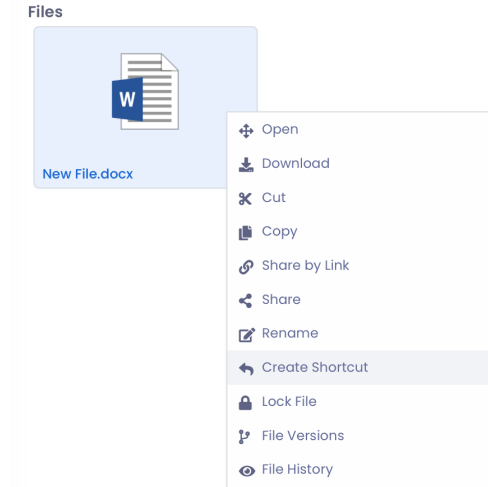 Files
W
New File.docx
Open
Download
Cut
Copy
Share by Link
Share
Rename
Create Shortcut
Lock File
File Versions
File History